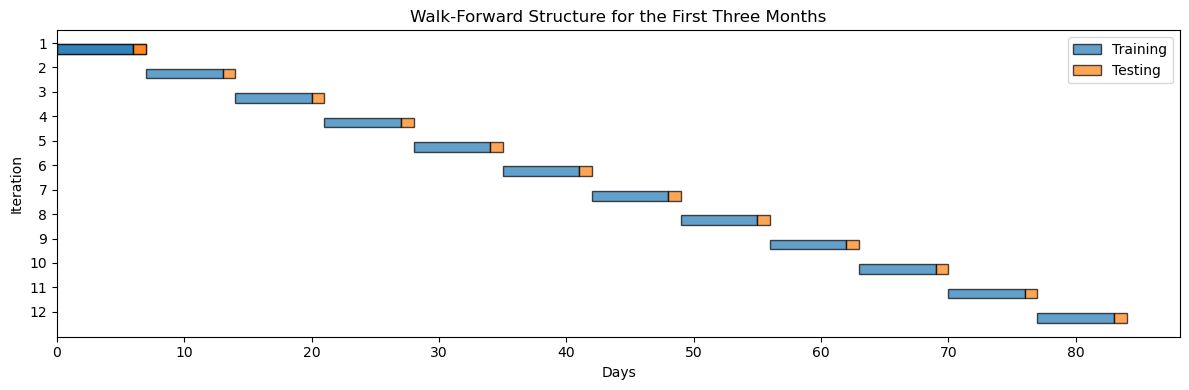 Walk-Forward Structure for the First Three Months
Training
Testing
Iteration
1
2
3
4
5
6
7
8
9
10
11
12
0 10 20 30 40 50 60 70 80
Days